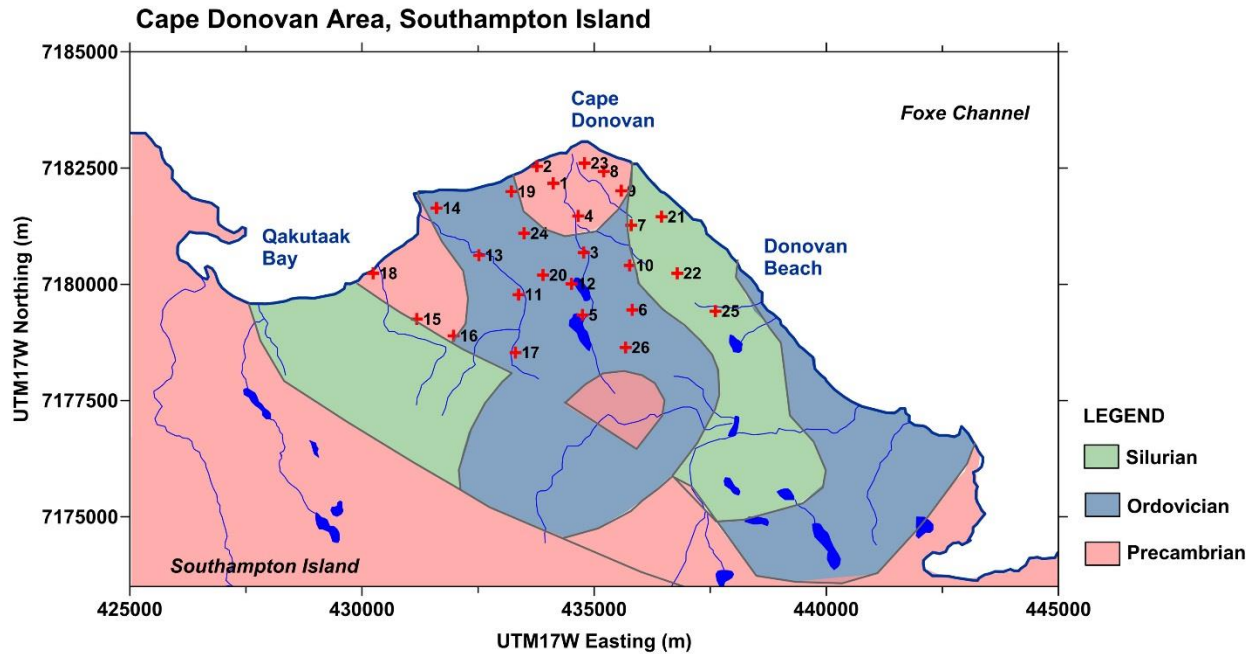 Cape Donovan Area, Southampton Island
7185000
7182500
7180000
7177500
7175000
UTM17W Northing (m)
Cape
Donovan
Foxe Channel
Qakutaak
Bay
Donovan
Beach
Southampton Island
2
23
8
1
19
9
14
4
21
7
24
13
3
10
18
20
22
12
11
6
25
5
15
16
17
26
LEGEND
Silurian
Ordovician
Precambrian
425000
430000
435000
440000
445000
UTM17W Easting (m)